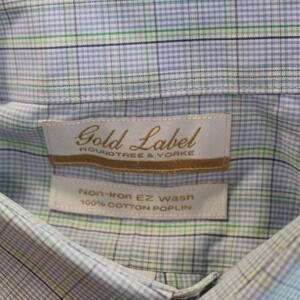 Gold Label
ROUNDTREE & YORKE
Non-Iron EZ Wash
100% COTTON POPLIN